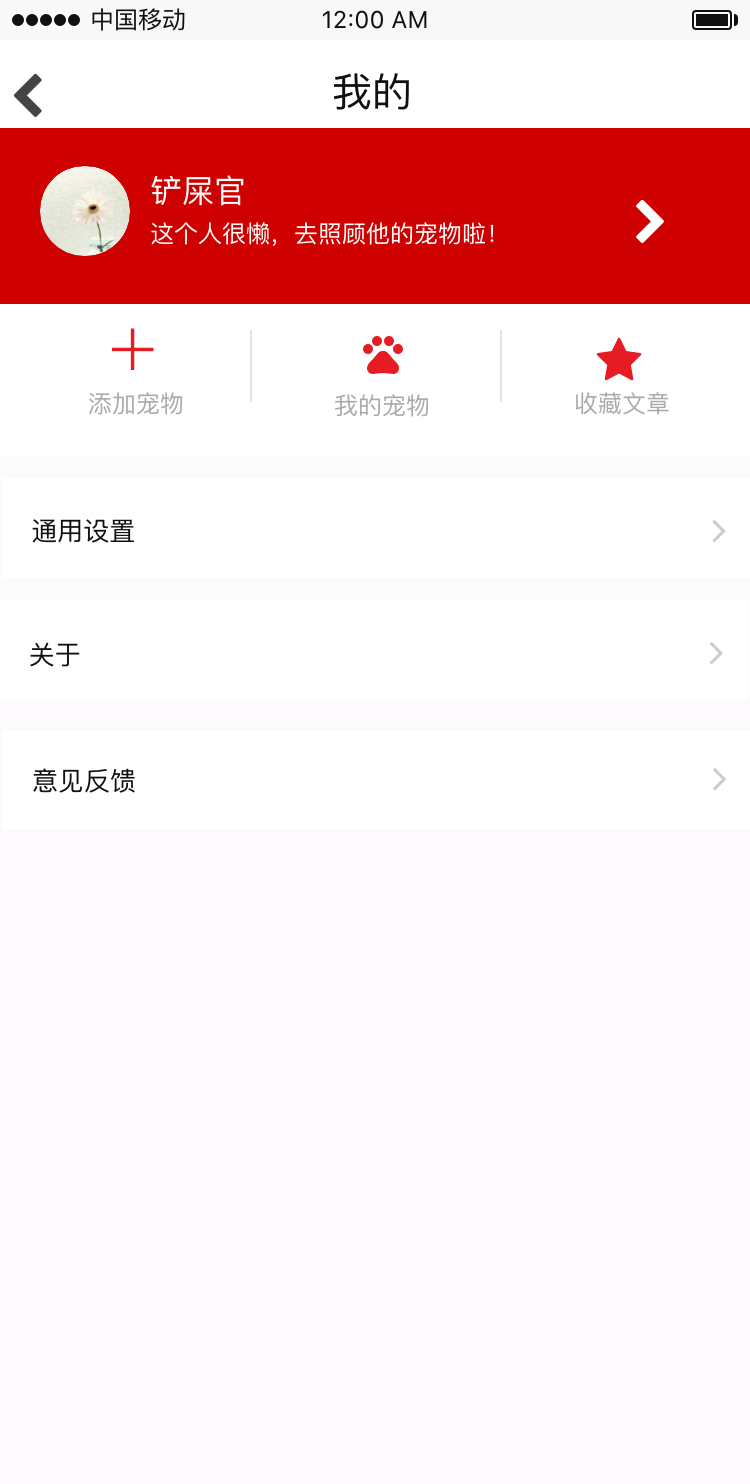 中国移动
12:00 AM
我的
铲屎官
这个人很懒，去照顾他的宠物啦！
添加宠物
我的宠物
收藏文章
通用设置
关于
意见反馈